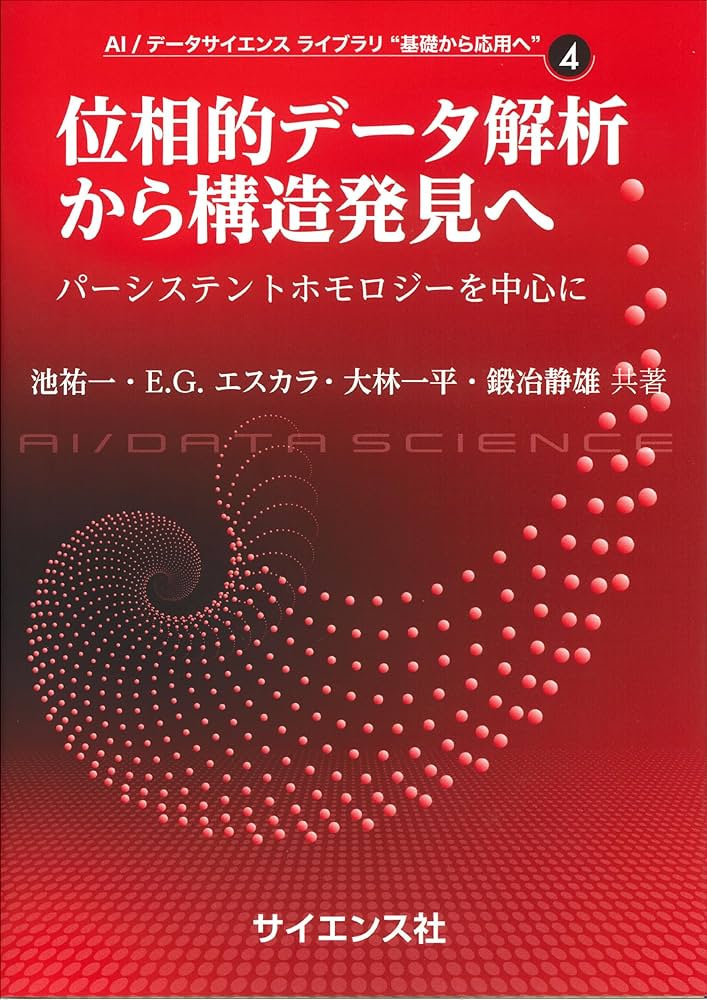 AI / データサイエンス ライブラリ “基礎から応用へ” 4
位相的データ解析
から構造発見へ
パーシステントホモロジーを中心に
池祐一・E.G. エスカラ・大林一平・鍛冶静雄 共著
AI/DATA SCIENCE
サイエンス社